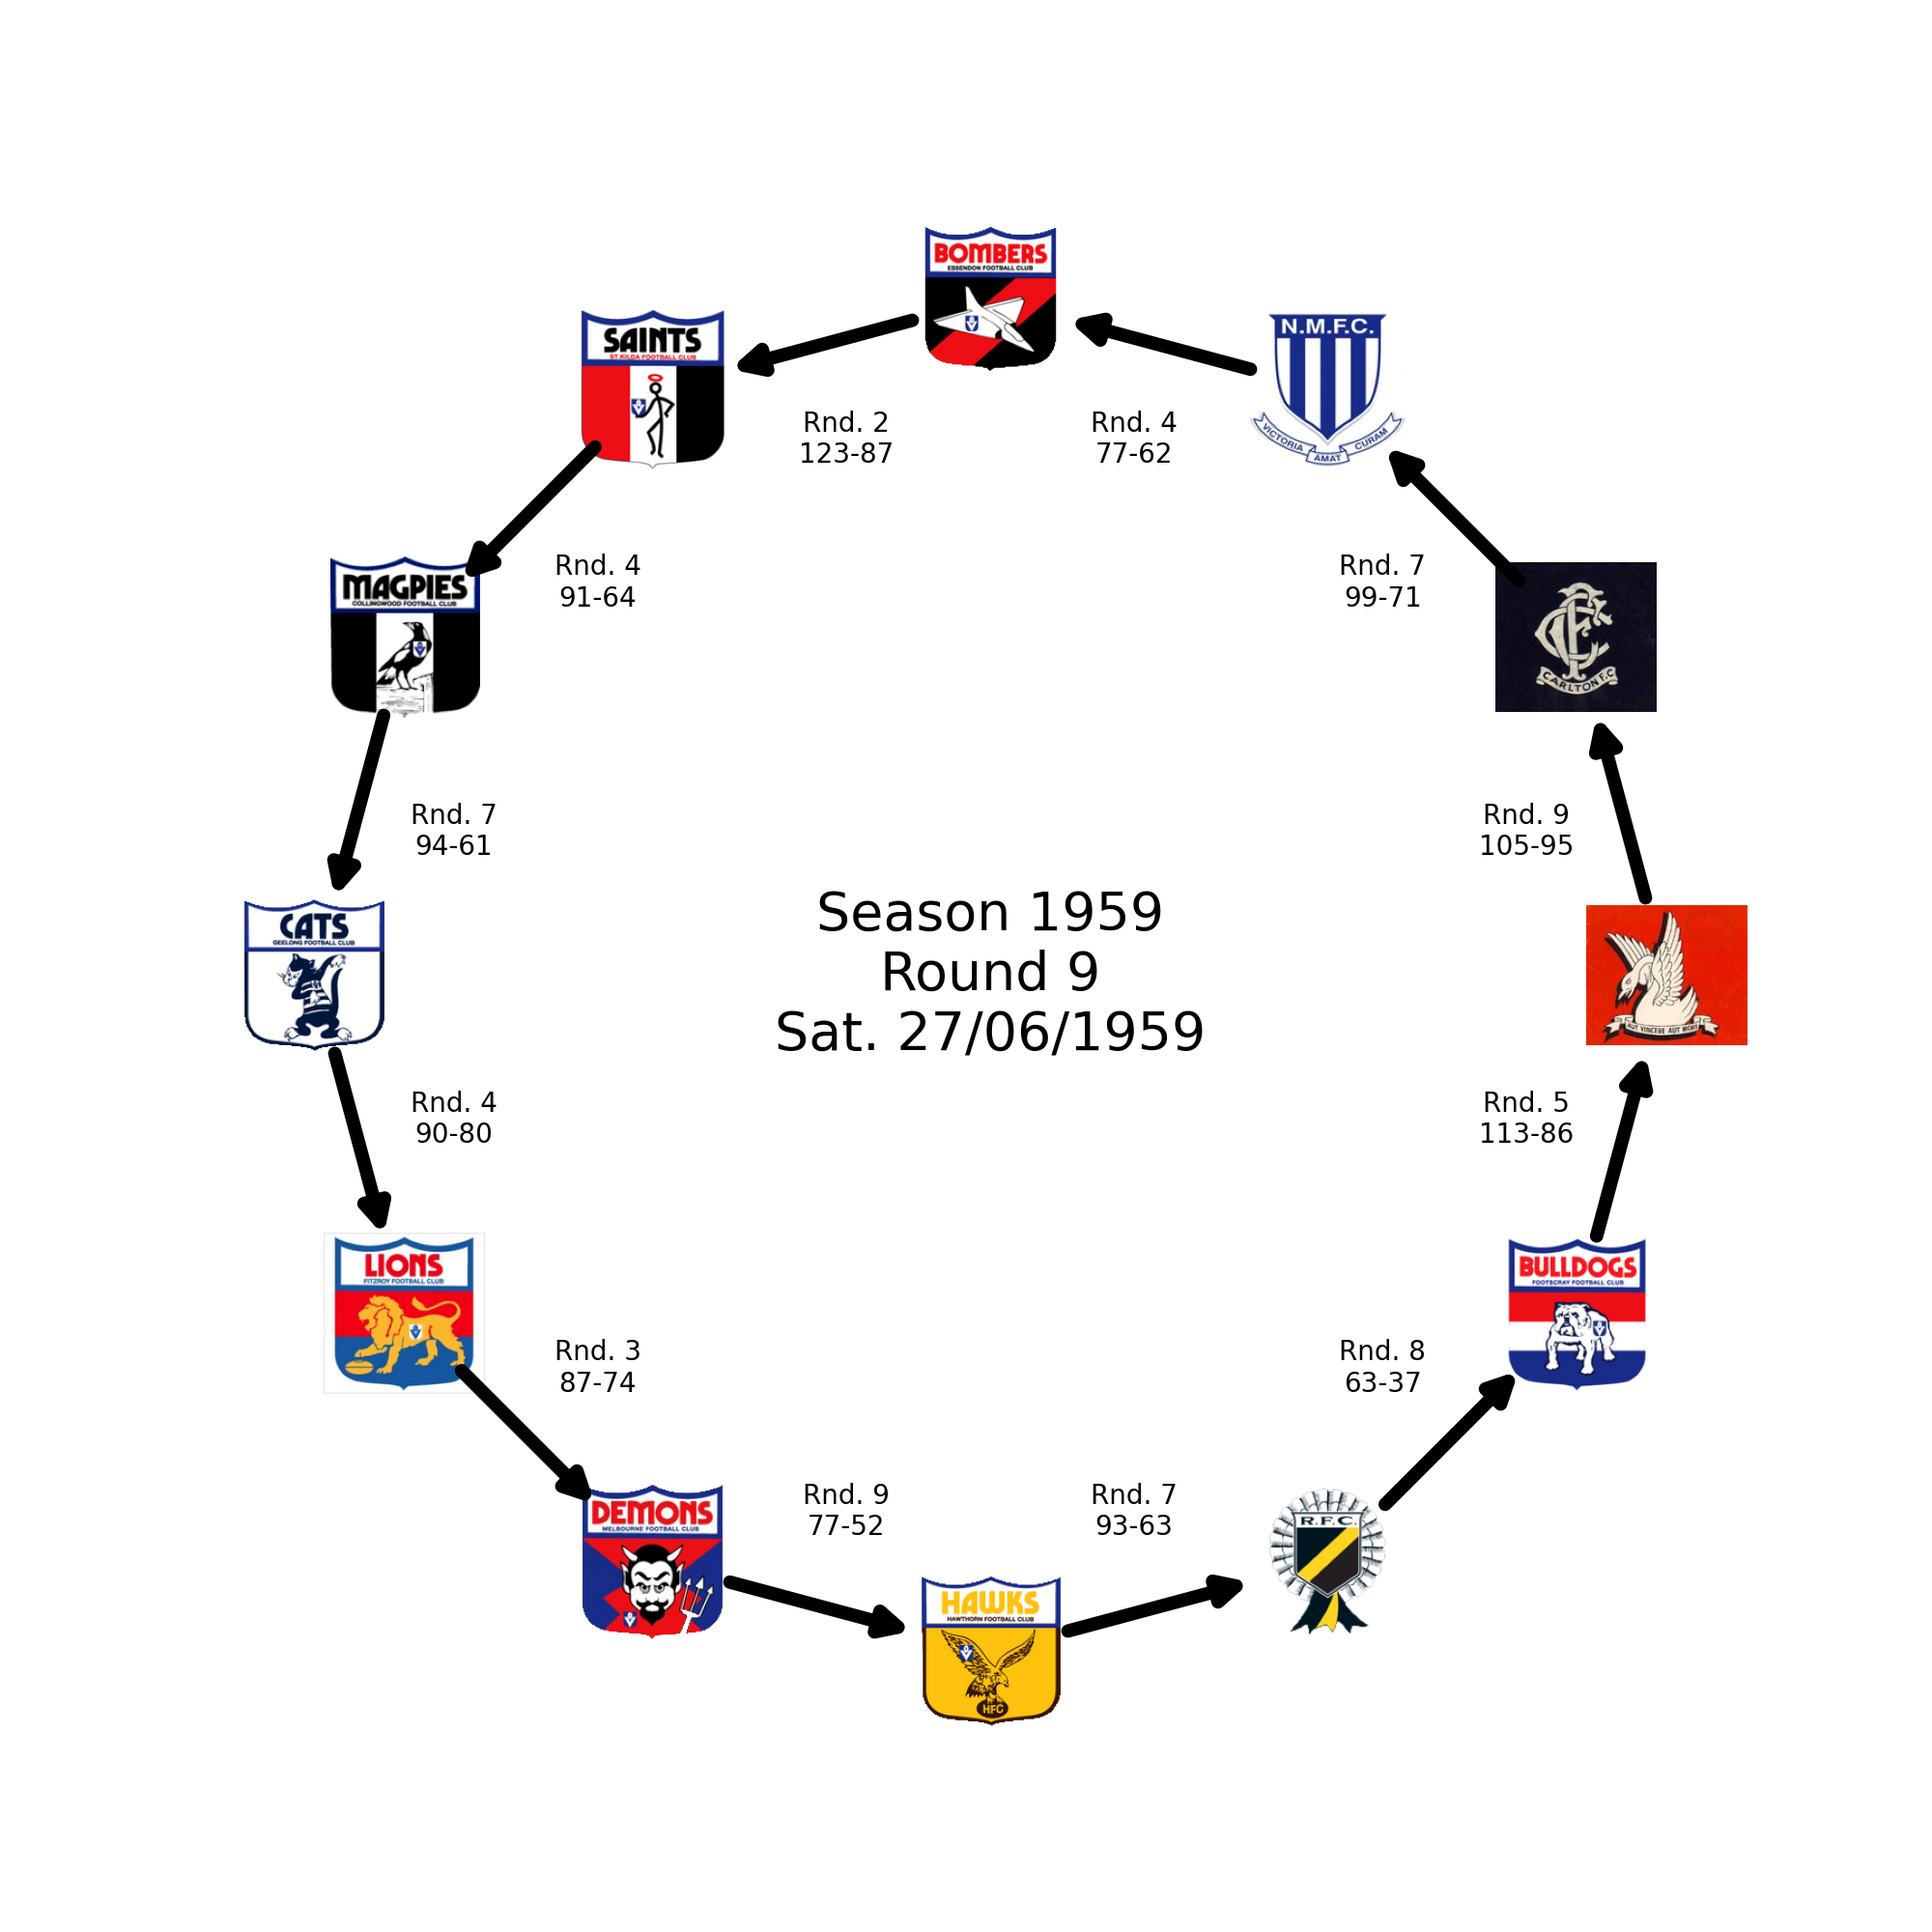 BOMBERS
ESSENDON FOOTBALL CLUB
SAINTS
ST.KILDA FOOTBALL CLUB
N.M.F.C.
VICTORIA AMAT CURAM
Rnd. 2
123-87
Rnd. 4
77-62
MAGPIES
COLLINGWOOD FOOTBALL CLUB
Rnd. 4
91-64
Rnd. 7
99-71
CARLTON F.C
Rnd. 7
94-61
Rnd. 9
105-95
CATS
GEELONG FOOTBALL CLUB
Season 1959
Round 9
Sat. 27/06/1959
AUT VINCERE AUT MORI
Rnd. 4
90-80
Rnd. 5
113-86
LIONS
FITZROY FOOTBALL CLUB
BULLDOGS
FOOTSCRAY FOOTBALL CLUB
Rnd. 3
87-74
Rnd. 8
63-37
DEMONS
MELBOURNE FOOTBALL CLUB
Rnd. 9
77-52
Rnd. 7
93-63
R.F.C.
HAWKS
HAWTHORN FOOTBALL CLUB
HFC